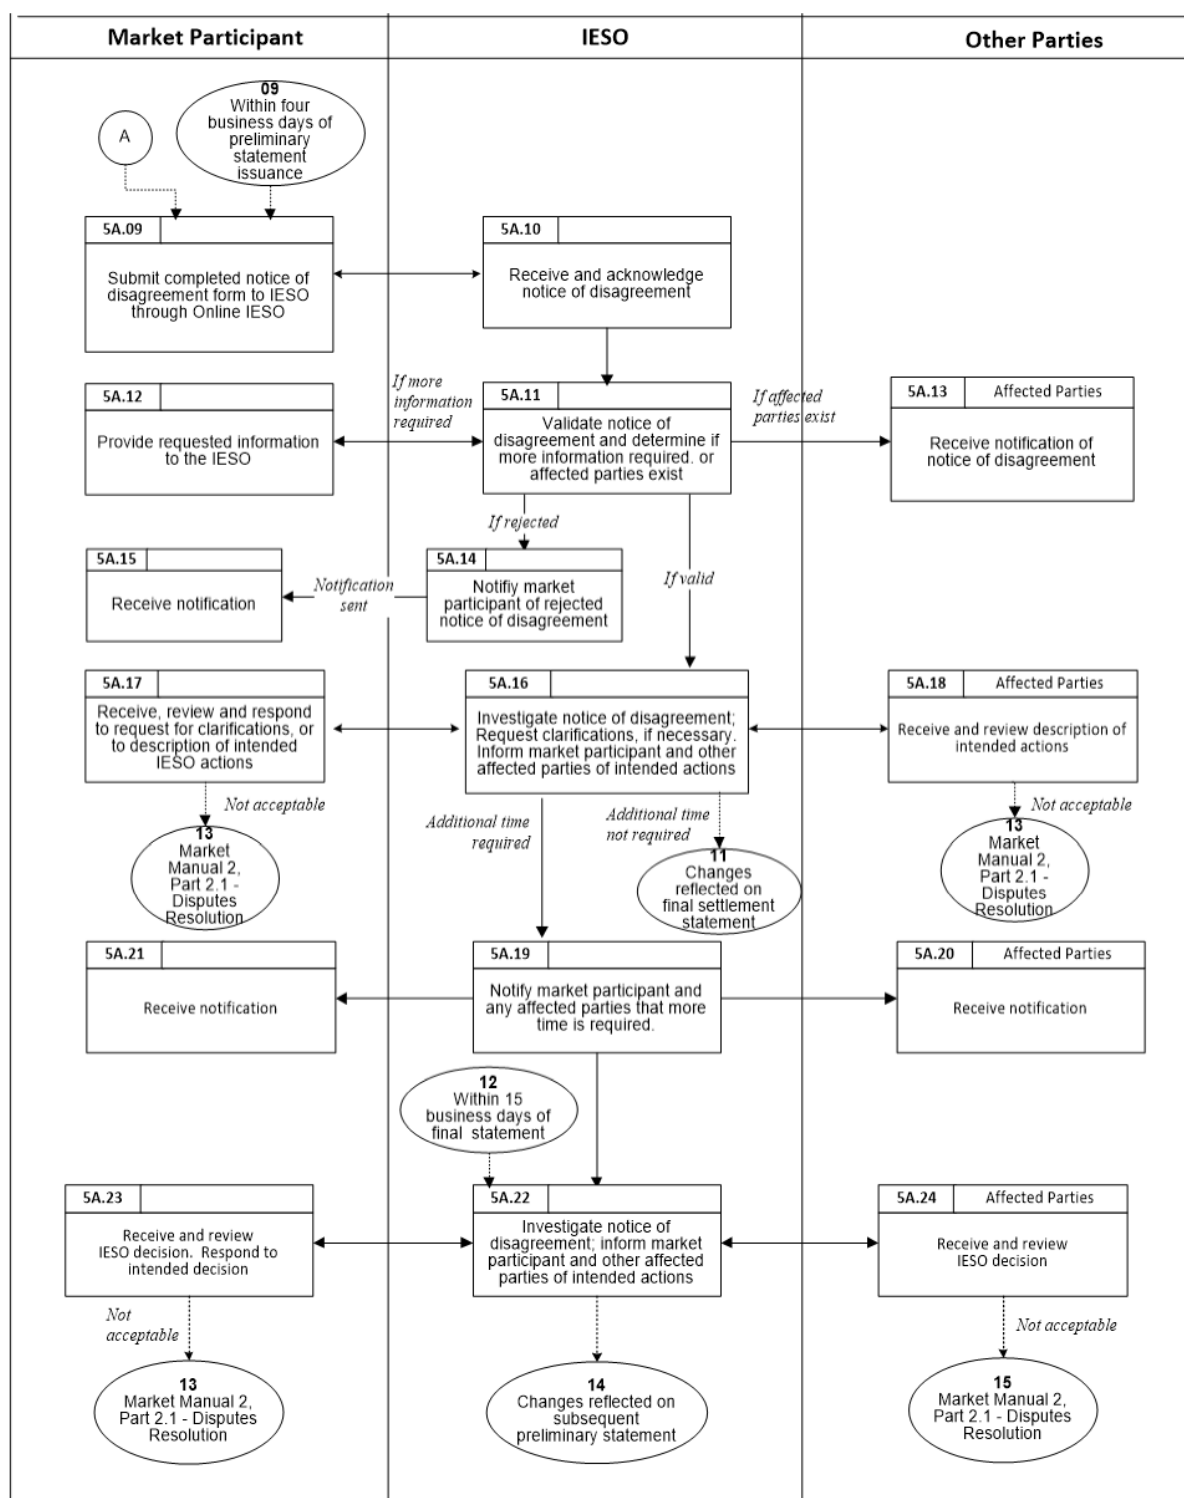 Market Participant
IESO
Other Parties
A
09
Within four
business days of
preliminary
statement
issuance
5A.09
Submit completed notice of
disagreement form to IESO
through Online IESO
5A.10
Receive and acknowledge
notice of disagreement
5A.12
Provide requested information
to the IESO
If more
information
required
5A.11
Validate notice of
disagreement and determine if
more information required. or
affected parties exist
If affected
parties exist
5A.13
Affected Parties
Receive notification of
notice of disagreement
If rejected
If valid
5A.15
Receive notification
Notification
sent
5A.14
Notifiy market
participant of rejected
notice of disagreement
5A.17
Receive, review and respond
to request for clarifications, or
to description of intended
IESO actions
5A.16
Investigate notice of disagreement;
Request clarifications, if necessary.
Inform market participant and other
affected parties of intended actions
5A.18
Affected Parties
Receive and review description of
intended actions
Not acceptable
13
Market
Manual 2,
Part 2.1 -
Disputes
Resolution
Additional time
required
Additional time
not required
11
Changes
reflected on
final settlement
statement
Not acceptable
13
Market
Manual 2,
Part 2.1 -
Disputes
Resolution
5A.21
Receive notification
5A.19
Notify market participant and
any affected parties that more
time is required.
5A.20
Affected Parties
Receive notification
12
Within 15
business days of
final statement
5A.23
Receive and review
IESO decision. Respond to
intended decision
5A.22
Investigate notice of
disagreement; inform market
participant and other affected
parties of intended actions
5A.24
Affected Parties
Receive and review
IESO decision
Not
acceptable
13
Market Manual 2,
Part 2.1 - Disputes
Resolution
14
Changes reflected on
subsequent
preliminary statement
Not acceptable
15
Market Manual 2,
Part 2.1 - Disputes
Resolution